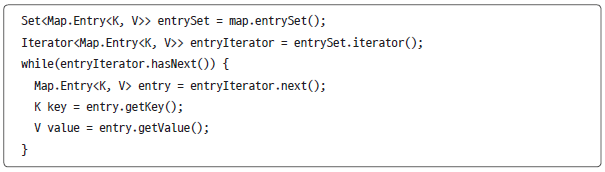 Set<Map.Entry<K, V>> entrySet = map.entrySet();
Iterator<Map.Entry<K, V>> entryIterator = entrySet.iterator();
while(entryIterator.hasNext()) {
  Map.Entry<K, V> entry = entryIterator.next();
  K key = entry.getKey();
  V value = entry.getValue();
}